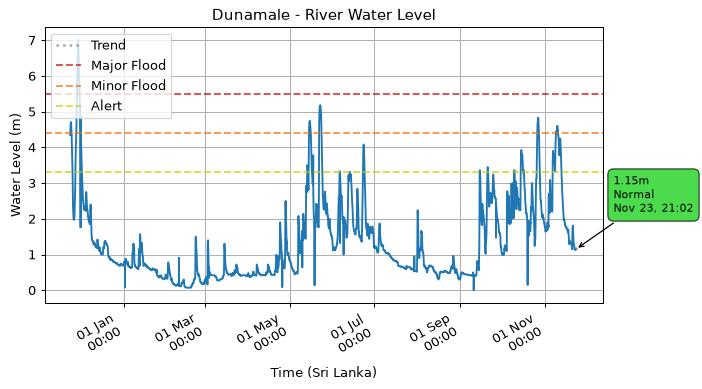 Dunamale - River Water Level
Water Level (m)
7
6
5
4
3
2
1
0
Trend
Major Flood
Minor Flood
Alert
1.15m
Normal
Nov 23, 21:02
01 Jan
00:00
01 Mar
00:00
01 May
00:00
01 Jul
00:00
01 Sep
00:00
01 Nov
00:00
Time (Sri Lanka)